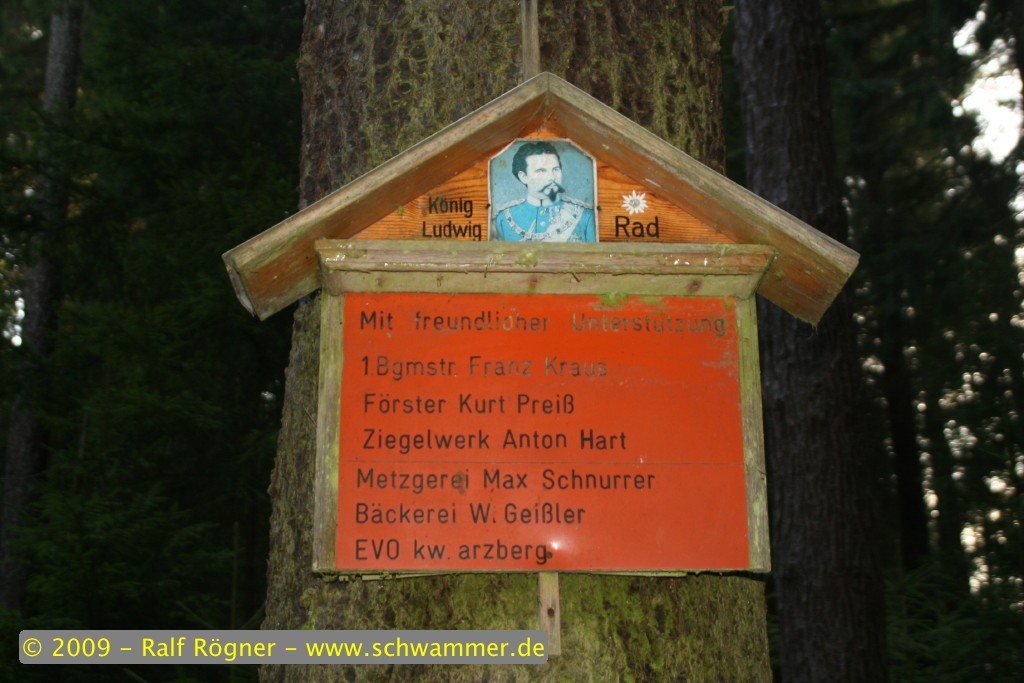 König
Ludwig
Rad
Mit freundlicher Unterstützung
1.Bgmstr Franz Kraus
Förster Kurt Preiß
Ziegelwerk Anton Hart
Metzgerei Max Schnurrer
Bäckerei W. Geißler
EVO kw. arzberg
© 2009 - Ralf Rögner - www.schwammer.de